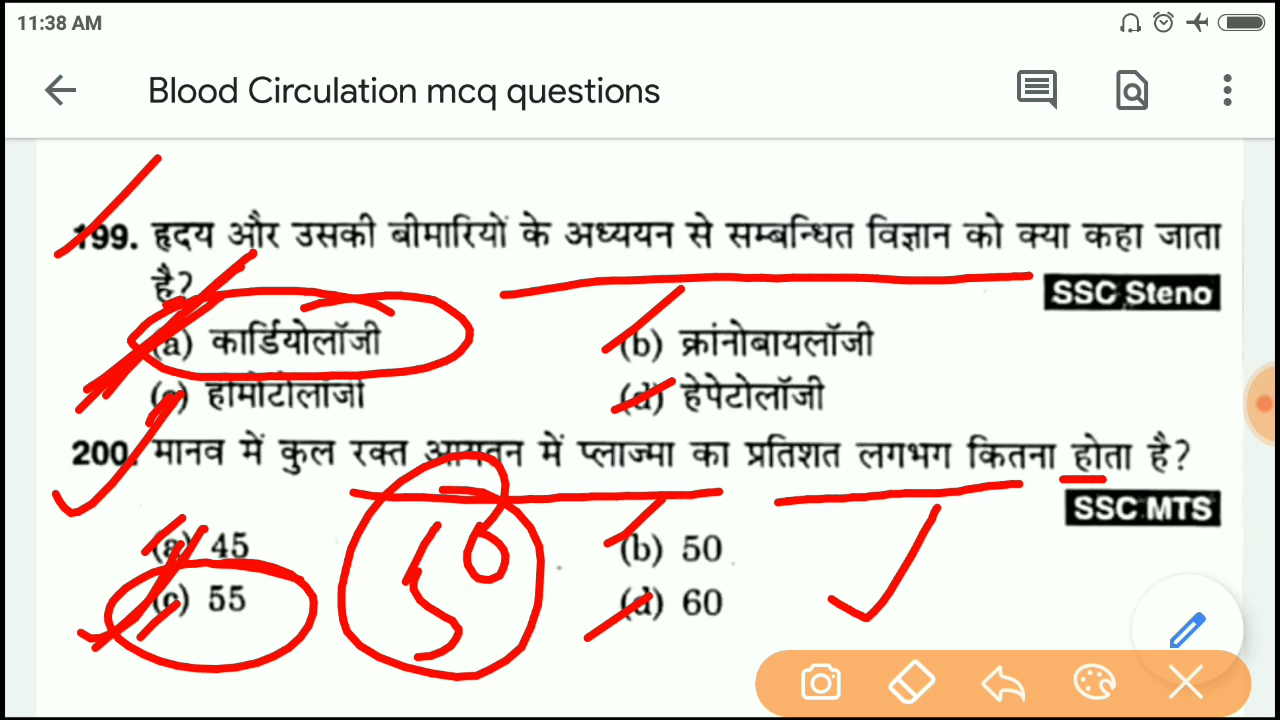 11:38 AM
Blood Circulation mcq questions
199. हृदय और उसकी बीमारियों के अध्ययन से सम्बन्धित विज्ञान को क्या कहा जाता
है?
SSC Steno
(a) कार्डियोलॉजी (b) क्रांनोबायलॉजी
(c) हीमोटोलॉजी (d) हेपेटोलॉजी
200. मानव में कुल रक्त आयतन में प्लाज्मा का प्रतिशत लगभग कितना होता है?
SSC MTS
(a) 45 (b) 50
(c) 55 (d) 60